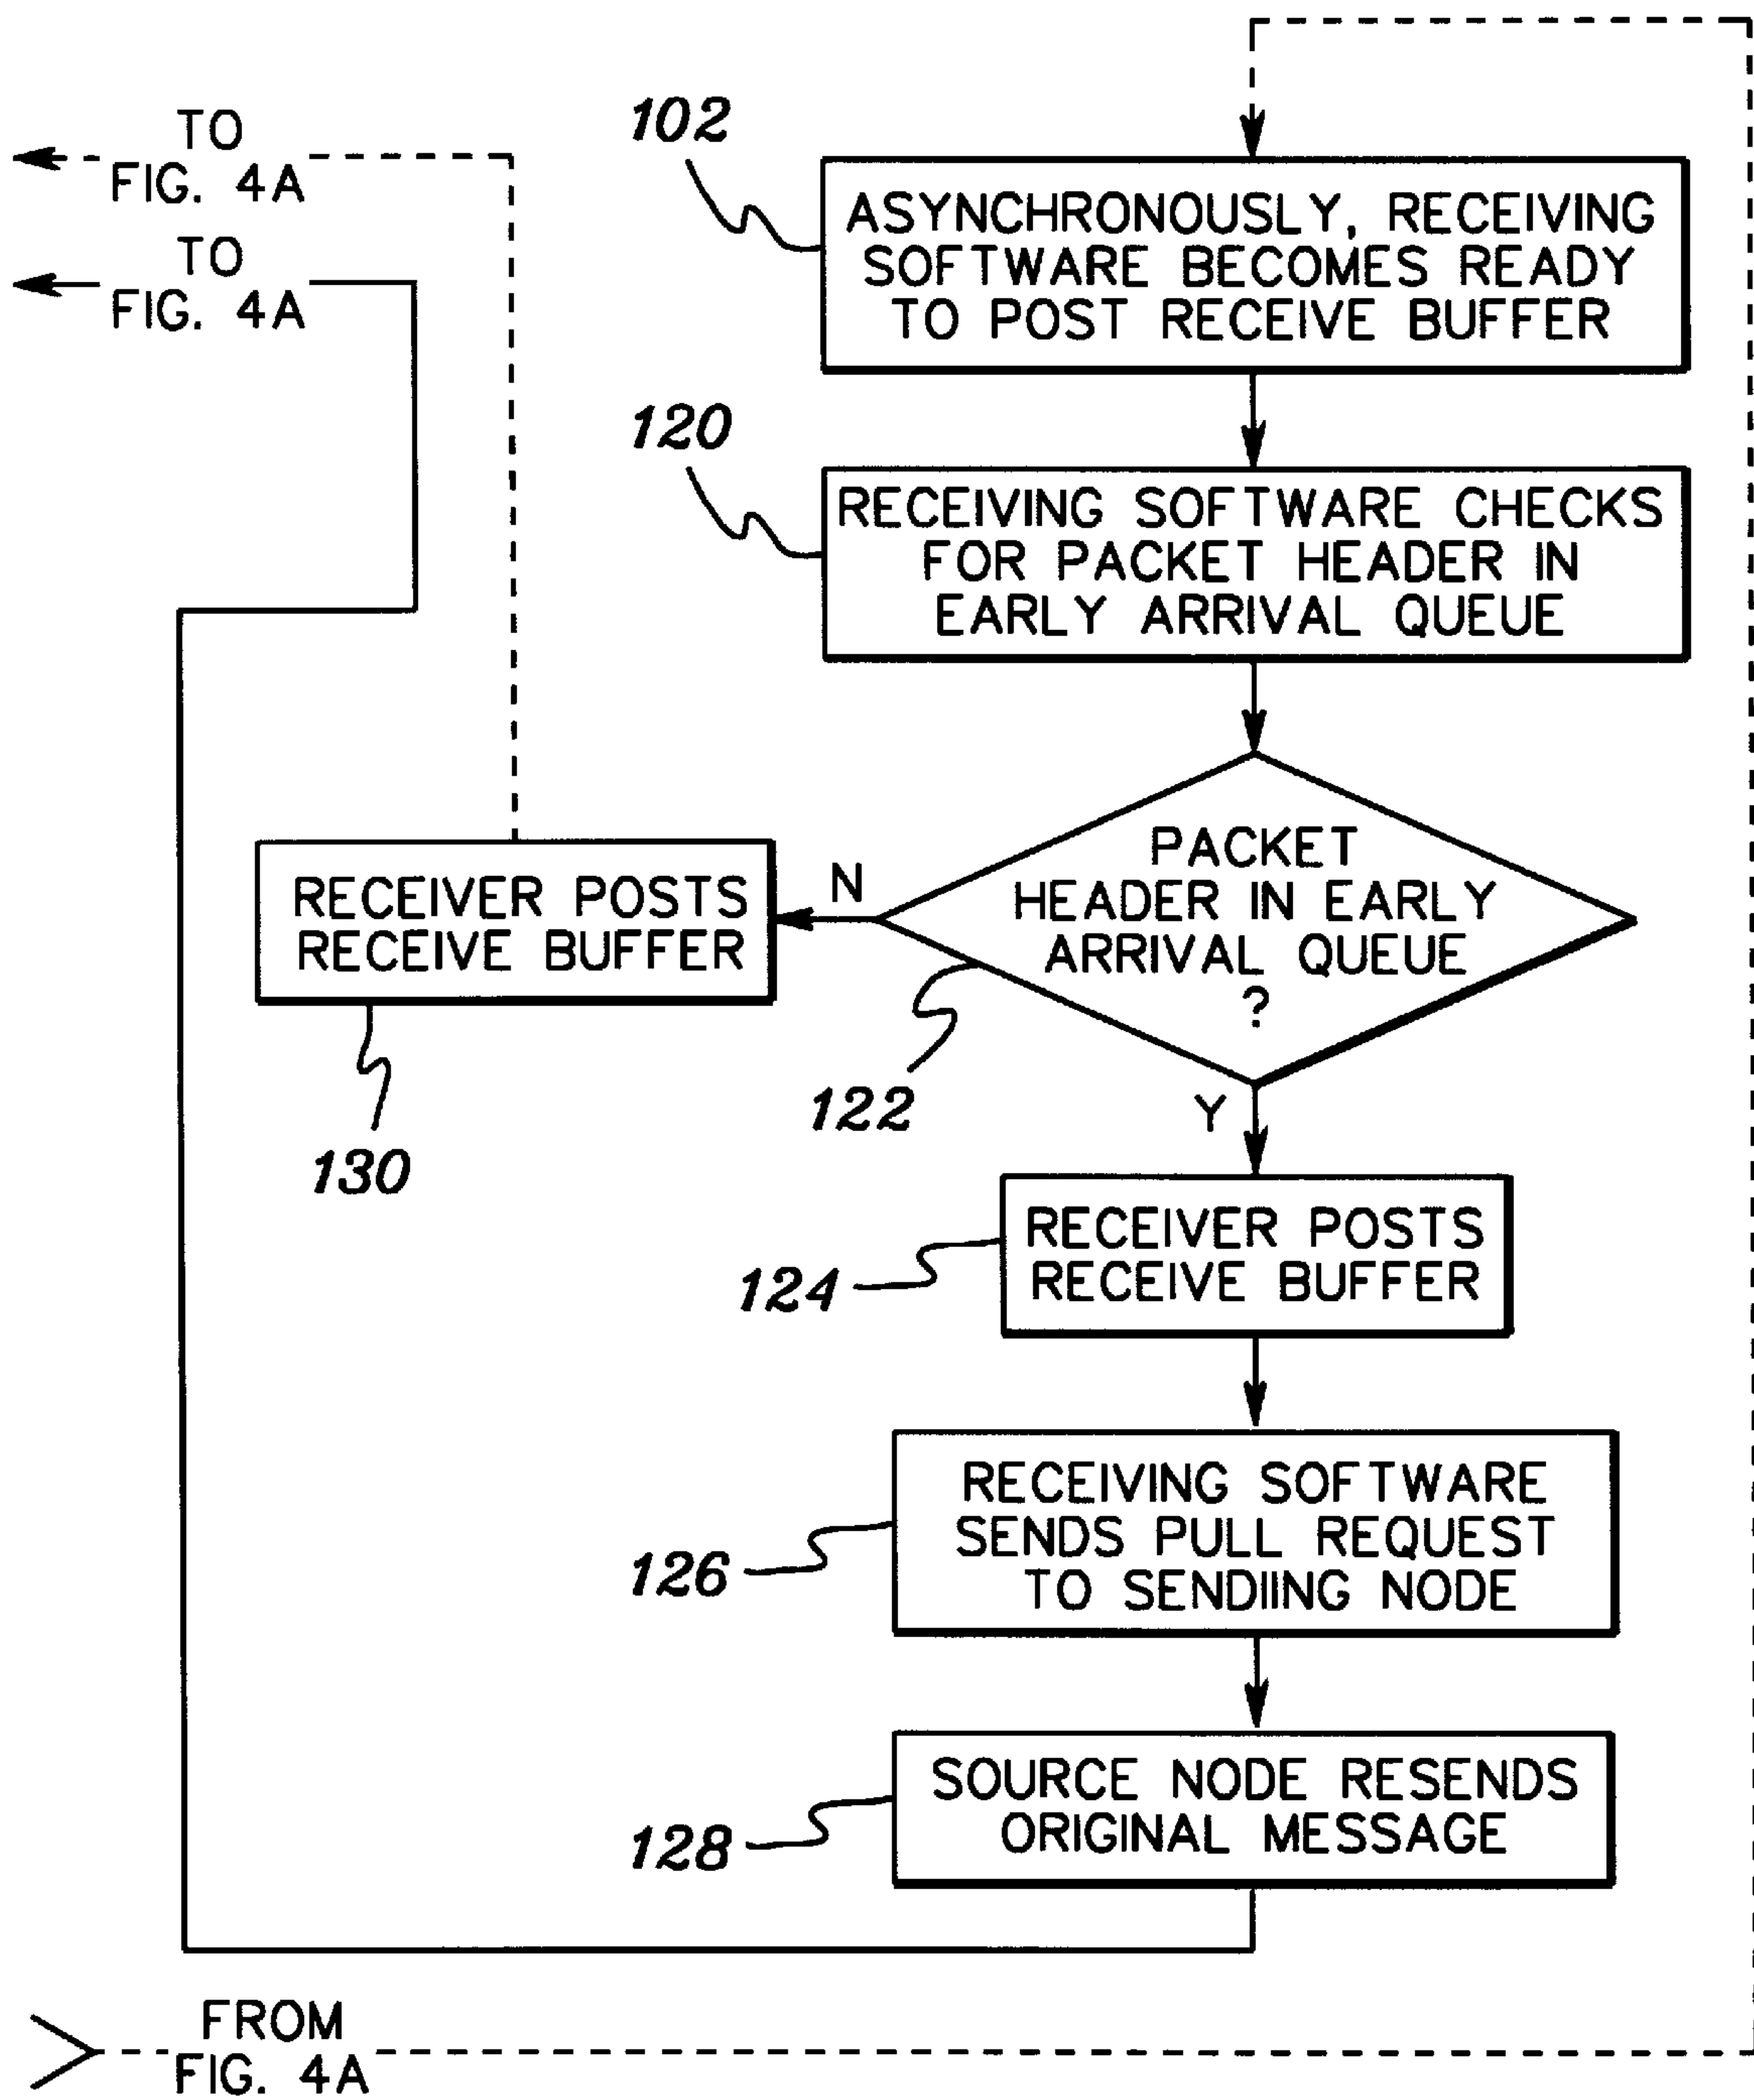 TO
FIG. 4A
TO
FIG. 4A
102
ASYNCHRONOUSLY, RECEIVING
SOFTWARE BECOMES READY
TO POST RECEIVE BUFFER
120
RECEIVING SOFTWARE CHECKS
FOR PACKET HEADER IN
EARLY ARRIVAL QUEUE
PACKET
HEADER IN EARLY
ARRIVAL QUEUE
?
122
N
RECEIVER POSTS
RECEIVE BUFFER
130
Y
RECEIVER POSTS
RECEIVE BUFFER
124
RECEIVING SOFTWARE
SENDS PULL REQUEST
TO SENDIING NODE
126
SOURCE NODE RESENDS
ORIGINAL MESSAGE
128
FROM
FIG. 4A